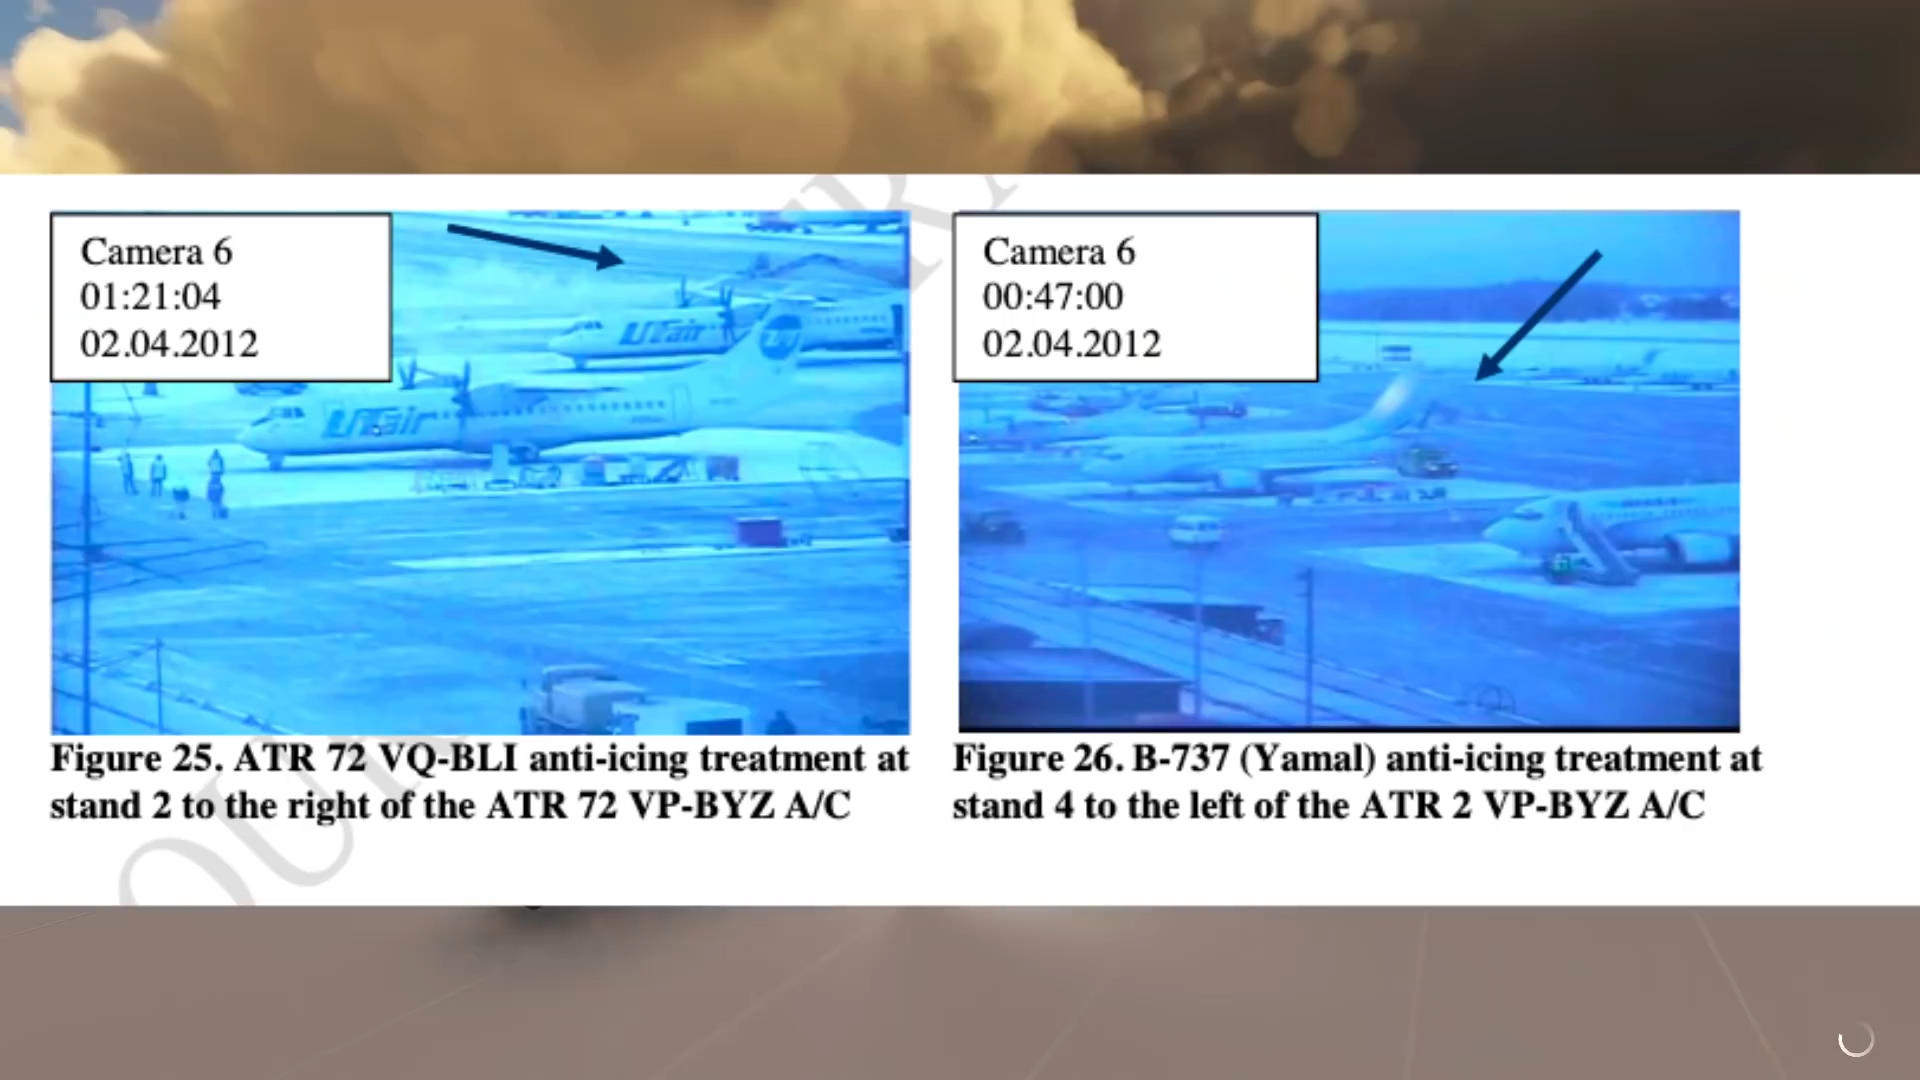 Camera 6
01:21:04
02.04.2012
UTair
UTair
Figure 25. ATR 72 VQ-BLI anti-icing treatment at
stand 2 to the right of the ATR 72 VP-BYZ A/C
Camera 6
00:47:00
02.04.2012
Figure 26. B-737 (Yamal) anti-icing treatment at
stand 4 to the left of the ATR 2 VP-BYZ A/C